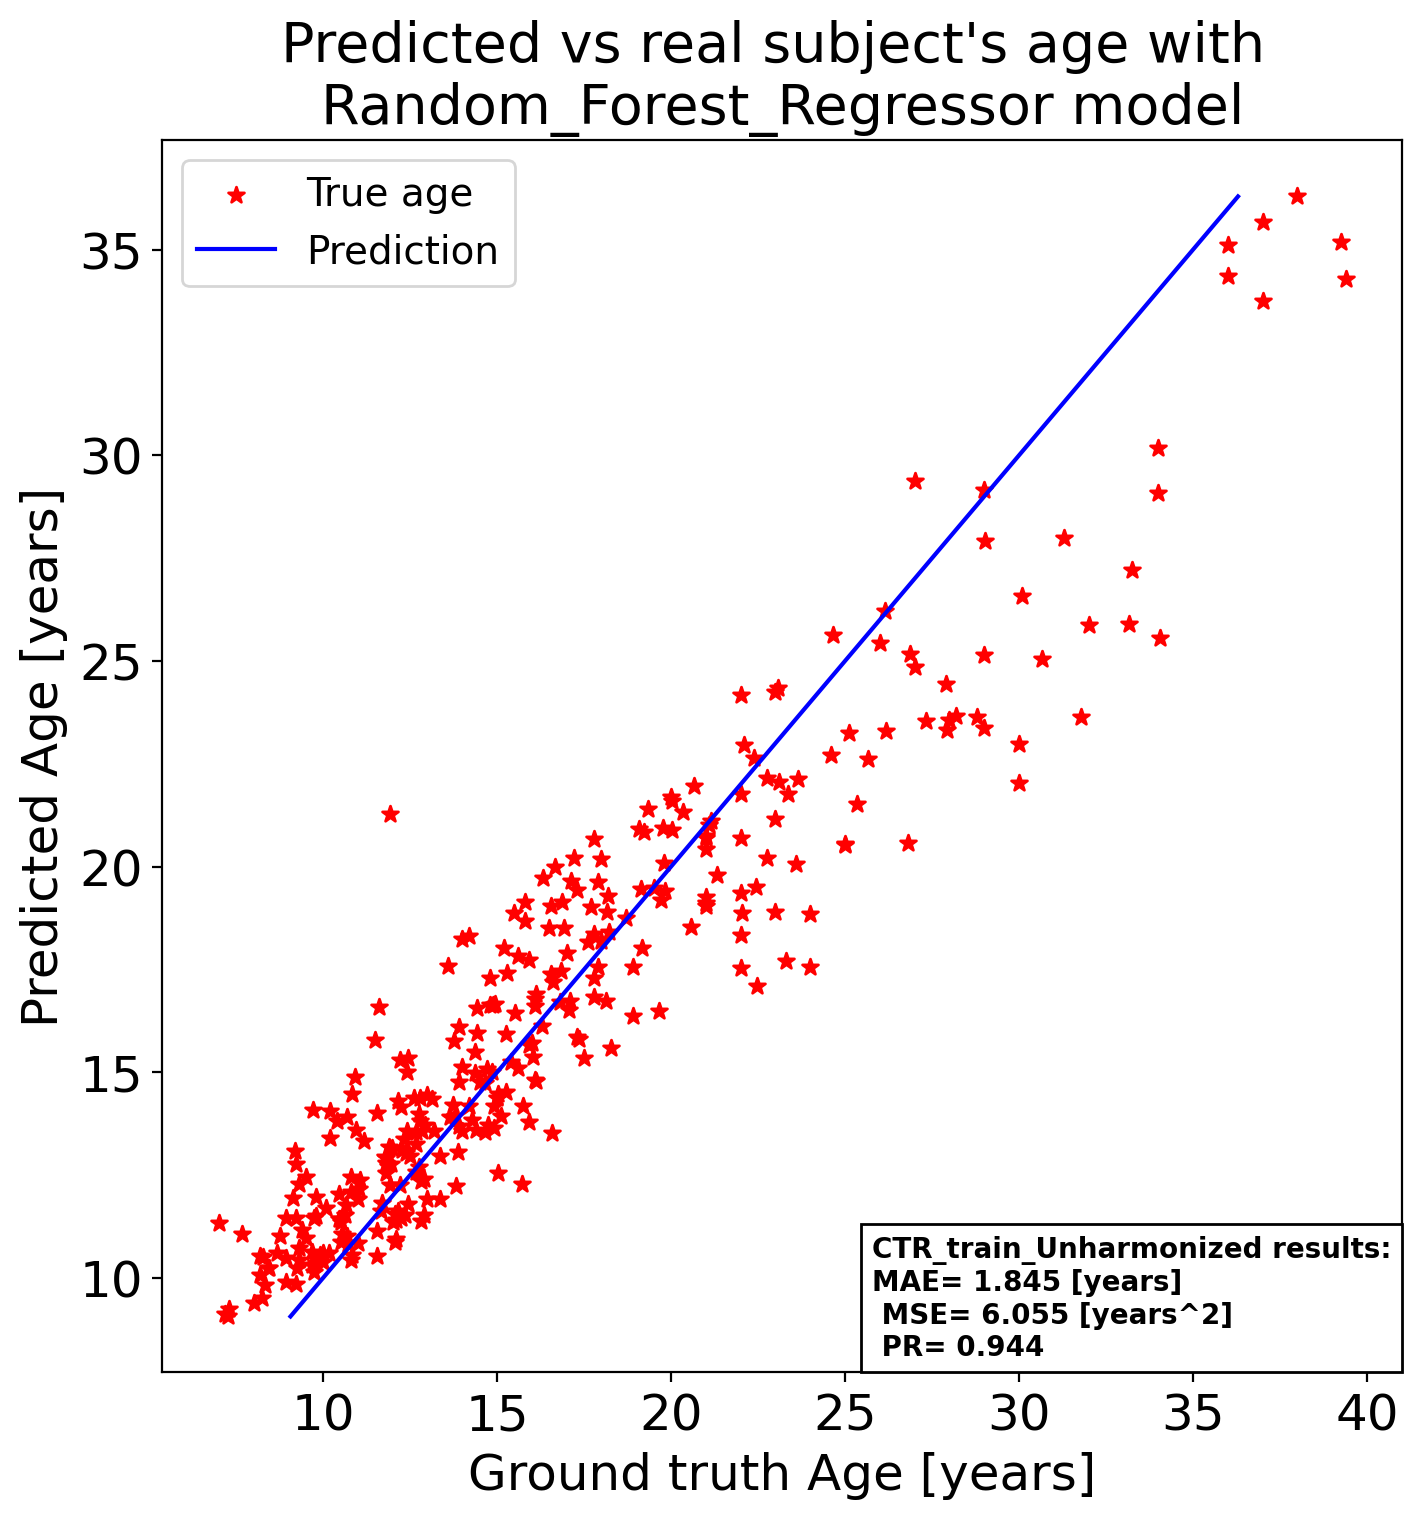 Predicted vs real subject's age with
Random_Forest_Regressor model
True age
Prediction
Predicted Age [years]
35
30
25
20
15
10
CTR_train_Unharmonized results:
MAE= 1.845 [years]
MSE= 6.055 [years^2]
PR= 0.944
10 15 20 25 30 35 40
Ground truth Age [years]